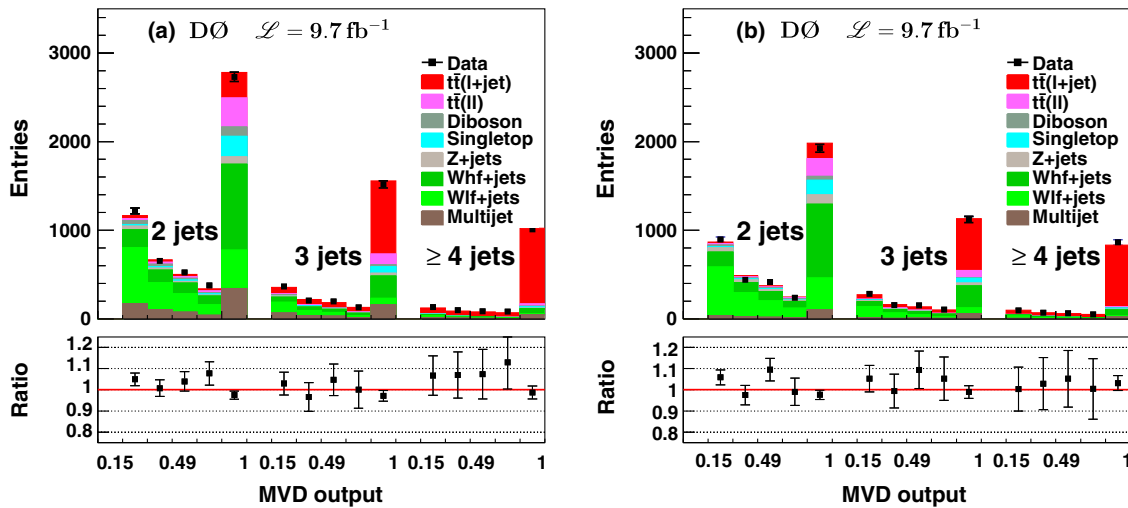 (a) DØ ℒ = 9.7 fb⁻¹
3000
2000
1000
0
Entries
Data
tt̄(l+jet)
tt̄(ll)
Diboson
Singletop
Z+jets
Whf+jets
Wlf+jets
Multijet
2 jets
3 jets
≥ 4 jets
1.2
1.1
1
0.9
0.8
Ratio
0.15 0.49 1 0.15 0.49 1 0.15 0.49 1
MVD output
(b) DØ ℒ = 9.7 fb⁻¹
3000
2000
1000
0
Entries
Data
tt̄(l+jet)
tt̄(ll)
Diboson
Singletop
Z+jets
Whf+jets
Wlf+jets
Multijet
2 jets
3 jets
≥ 4 jets
1.2
1.1
1
0.9
0.8
Ratio
0.15 0.49 1 0.15 0.49 1 0.15 0.49 1
MVD output